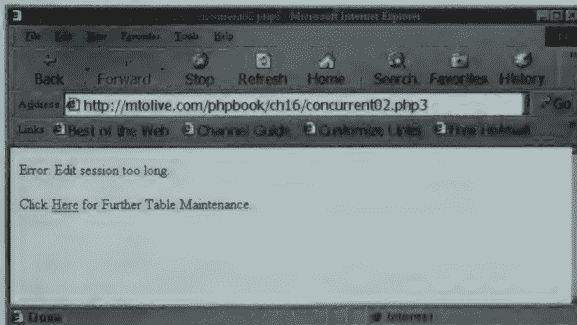 concurrent02.php3 - Microsoft Internet Explorer
File Edit View Favorites Tools Help
Back Forward Stop Refresh Home Search Favorites History
Address http://mtolive.com/phpbook/ch16/concurrent02.php3 Go
Links Best of the Web Channel Guide Customize Links Free Hotmail
Error: Edit session too long.
Click Here for Further Table Maintenance
Done Internet